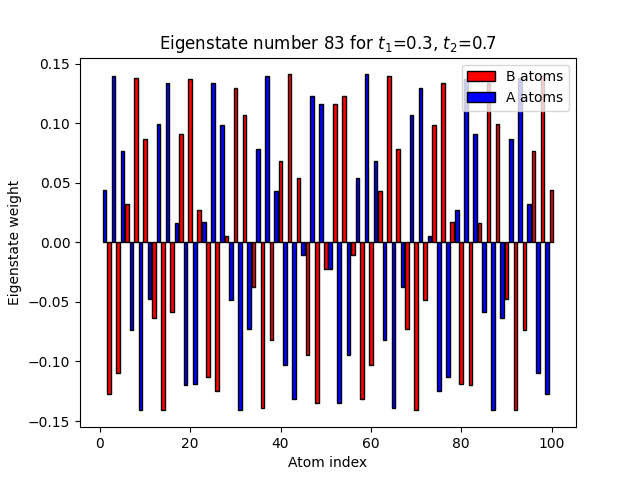 Eigenstate number 83 for $t_1$=0.3, $t_2$=0.7
B atoms
A atoms
0.15
0.10
0.05
0.00
−0.05
−0.10
−0.15
Eigenstate weight
0 20 40 60 80 100
Atom index